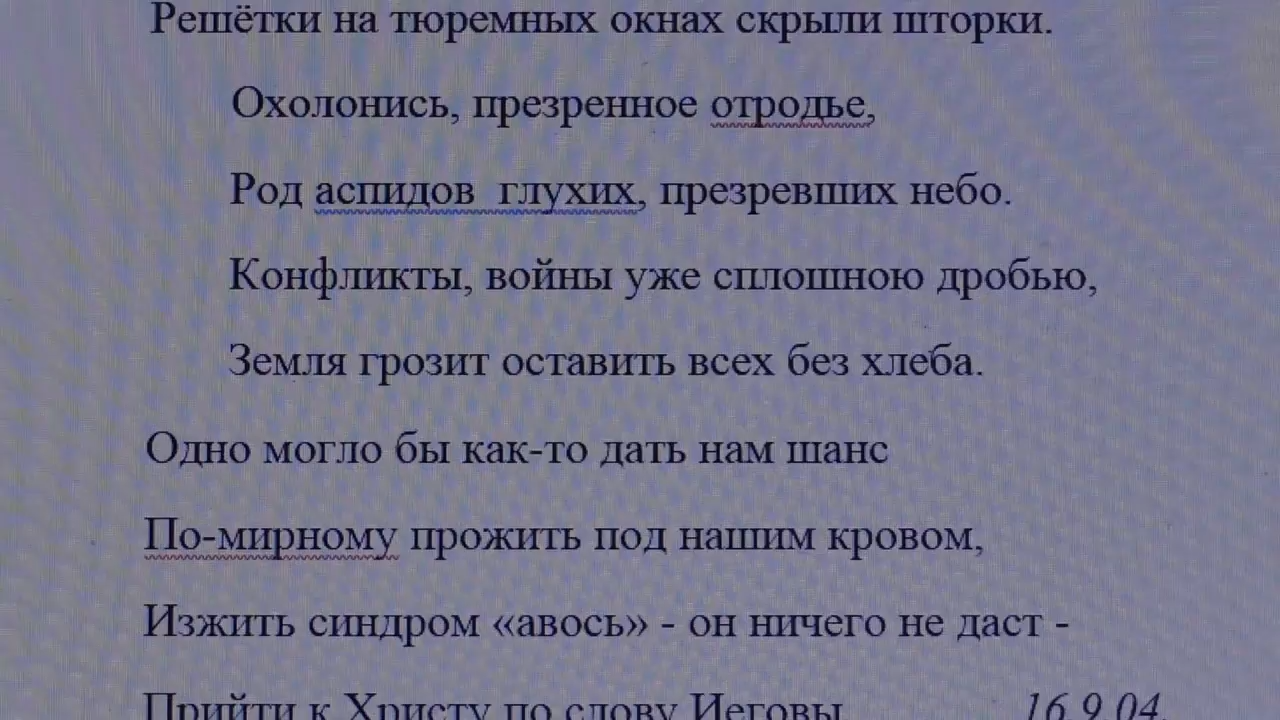 Решётки на тюремных окнах скрыли шторки.
Охолонись, презренное отродье,
Род аспидов глухих, презревших небо.
Конфликты, войны уже сплошною дробью,
Земля грозит оставить всех без хлеба.
Одно могло бы как-то дать нам шанс
По-мирному прожить под нашим кровом,
Изжить синдром «авось» - он ничего не даст -
Прийти к Христу по слову Иеговы 16.9.04.